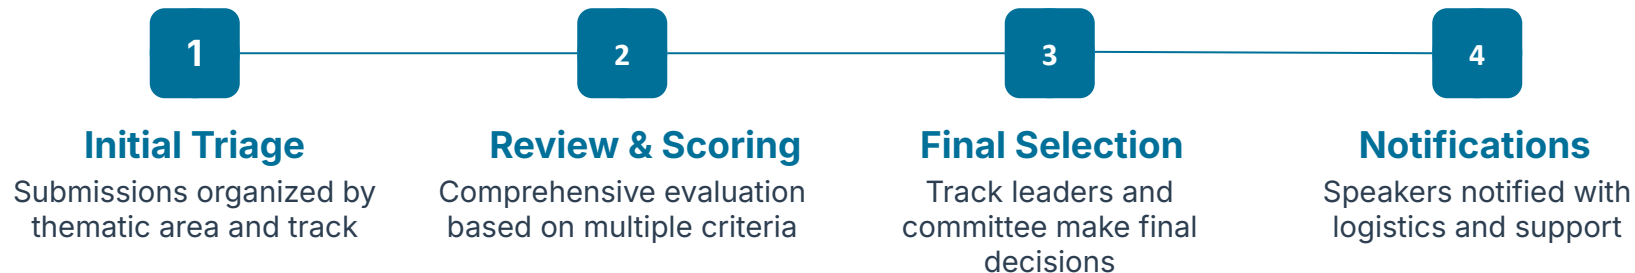 1
2
3
4
Initial Triage
Submissions organized by
thematic area and track
Review & Scoring
Comprehensive evaluation
based on multiple criteria
Final Selection
Track leaders and
committee make final
decisions
Notifications
Speakers notified with
logistics and support